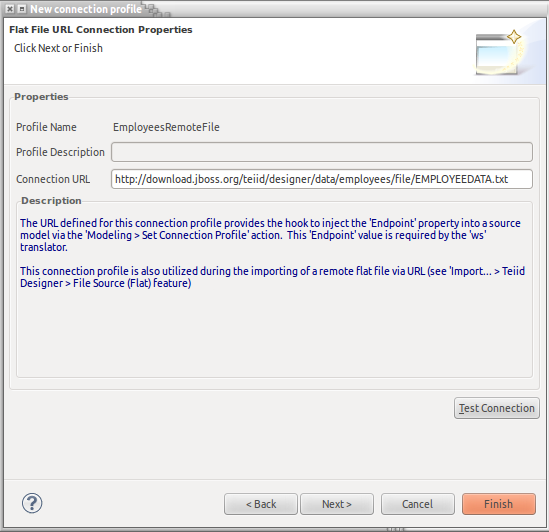 New connection profile
Flat File URL Connection Properties
Click Next or Finish
Properties
Profile Name EmployeesRemoteFile
Profile Description
Connection URL http://download.jboss.org/teiid/designer/data/employees/file/EMPLOYEEDATA.txt
Description
The URL defined for this connection profile provides the hook to inject the 'Endpoint' property into a source
model via the 'Modeling > Set Connection Profile' action.  This 'Endpoint' value is required by the 'ws'
translator.
This connection profile is also utilized during the importing of a remote flat file via URL (see 'Import... > Teiid
Designer > File Source (Flat) feature)
Test Connection
?
< Back
Next >
Cancel
Finish